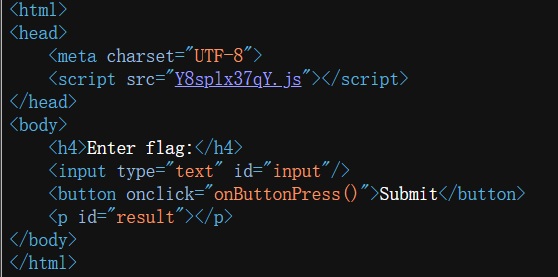 <html>
<head>
<meta charset="UTF-8">
<script src="Y8splx37qY.js"></script>
</head>
<body>
<h4>Enter flag:</h4>
<input type="text" id="input"/>
<button onclick="onButtonPress()">Submit</button>
<p id="result"></p>
</body>
</html>